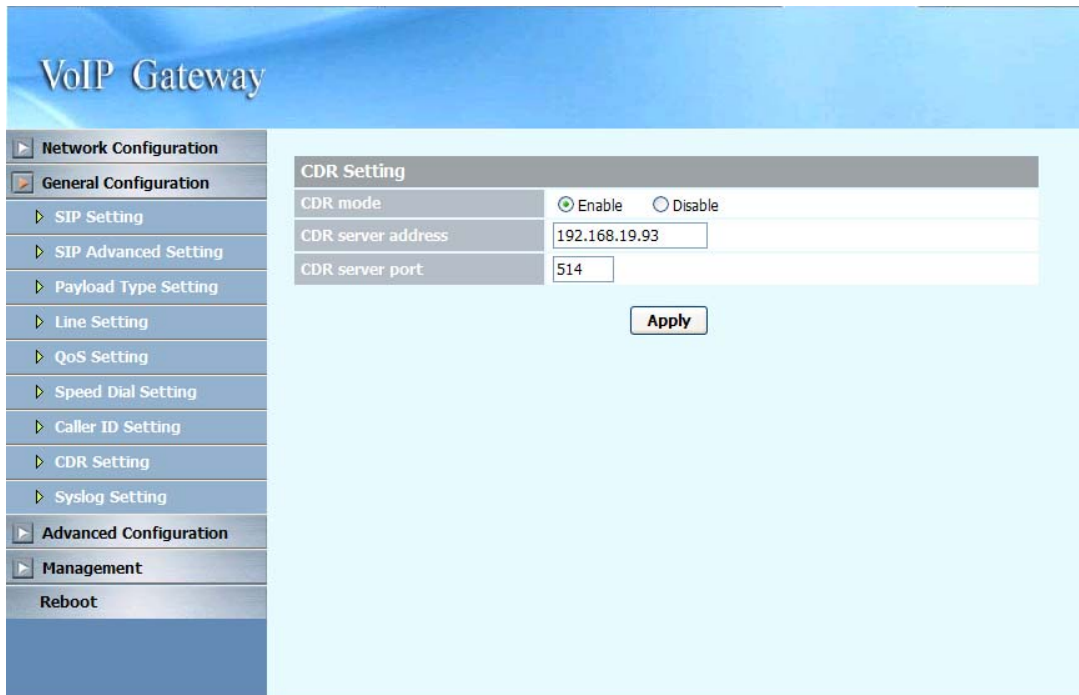 VoIP Gateway
Network Configuration
General Configuration
SIP Setting
SIP Advanced Setting
Payload Type Setting
Line Setting
QoS Setting
Speed Dial Setting
Caller ID Setting
CDR Setting
Syslog Setting
Advanced Configuration
Management
Reboot
CDR Setting
CDR mode Enable Disable
CDR server address 192.168.19.93
CDR server port 514
Apply